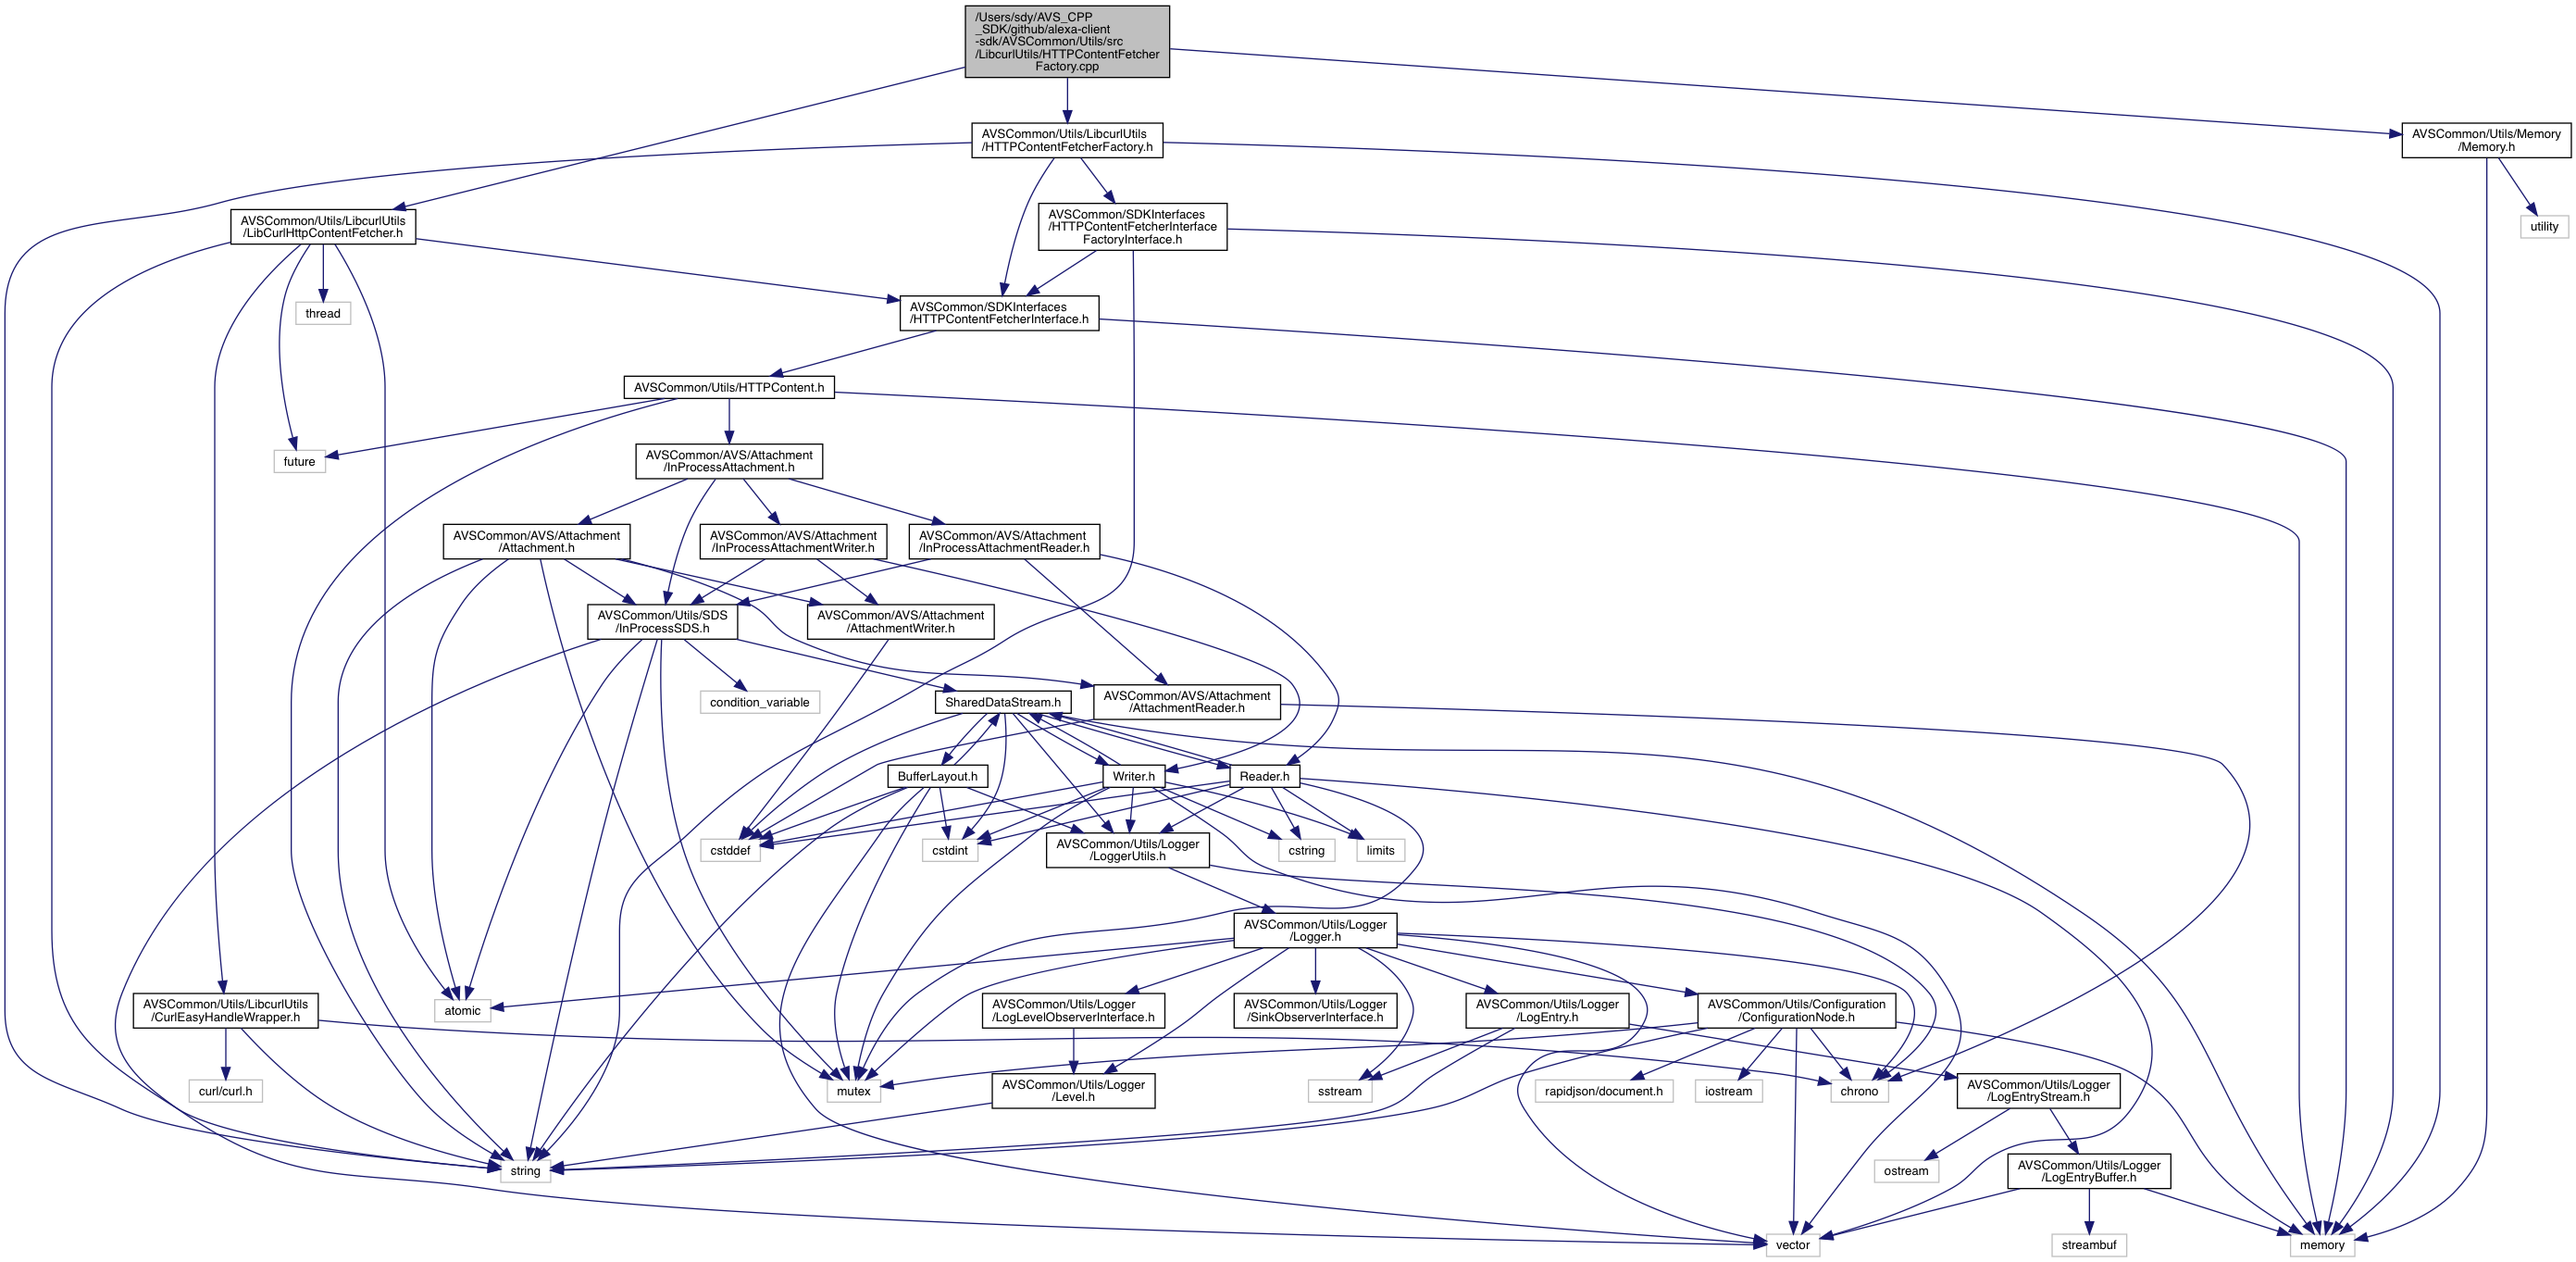 /Users/sdy/AVS_CPP
_SDK/github/alexa-client
-sdk/AVSCommon/Utils/src
/LibcurlUtils/HTTPContentFetcher
Factory.cpp
AVSCommon/Utils/LibcurlUtils
/HTTPContentFetcherFactory.h
AVSCommon/Utils/Memory
/Memory.h
AVSCommon/Utils/LibcurlUtils
/LibCurlHttpContentFetcher.h
AVSCommon/SDKInterfaces
/HTTPContentFetcherInterface
FactoryInterface.h
utility
thread
AVSCommon/SDKInterfaces
/HTTPContentFetcherInterface.h
AVSCommon/Utils/HTTPContent.h
future
AVSCommon/AVS/Attachment
/InProcessAttachment.h
AVSCommon/AVS/Attachment
/Attachment.h
AVSCommon/AVS/Attachment
/InProcessAttachmentWriter.h
AVSCommon/AVS/Attachment
/InProcessAttachmentReader.h
AVSCommon/Utils/SDS
/InProcessSDS.h
AVSCommon/AVS/Attachment
/AttachmentWriter.h
condition_variable
SharedDataStream.h
AVSCommon/AVS/Attachment
/AttachmentReader.h
BufferLayout.h
Writer.h
Reader.h
cstddef
cstdint
AVSCommon/Utils/Logger
/LoggerUtils.h
cstring
limits
AVSCommon/Utils/Logger
/Logger.h
AVSCommon/Utils/LibcurlUtils
/CurlEasyHandleWrapper.h
atomic
AVSCommon/Utils/Logger
/LogLevelObserverInterface.h
AVSCommon/Utils/Logger
/SinkObserverInterface.h
AVSCommon/Utils/Logger
/LogEntry.h
AVSCommon/Utils/Configuration
/ConfigurationNode.h
curl/curl.h
mutex
AVSCommon/Utils/Logger
/Level.h
sstream
rapidjson/document.h
iostream
chrono
AVSCommon/Utils/Logger
/LogEntryStream.h
string
ostream
AVSCommon/Utils/Logger
/LogEntryBuffer.h
vector
streambuf
memory